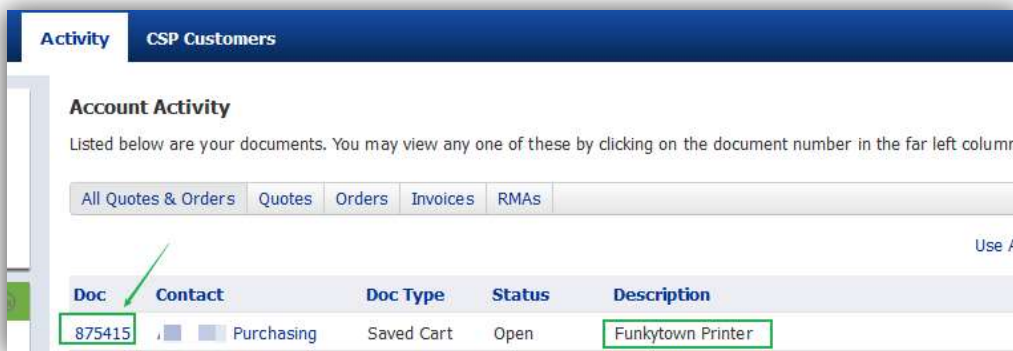 Activity CSP Customers
Account Activity
Listed below are your documents. You may view any one of these by clicking on the document number in the far left column
All Quotes & Orders Quotes Orders Invoices RMAs
Use
Doc Contact Doc Type Status Description
875415 Purchasing Saved Cart Open Funkytown Printer